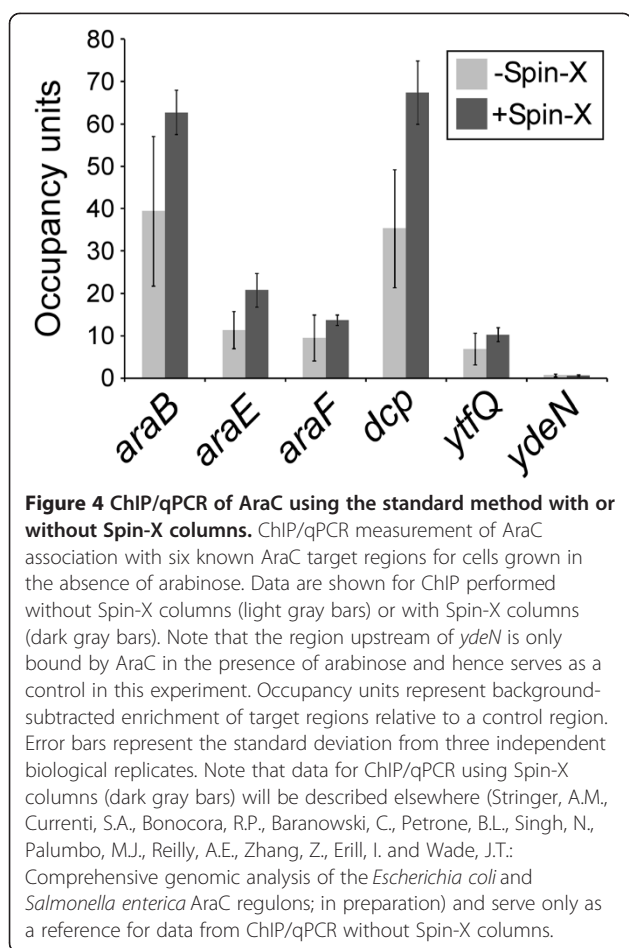 80
70
60
50
40
30
20
10
0
Occupancy units
-Spin-X
+Spin-X
araB
araE
araF
dcp
ytfQ
ydeN
Figure 4 ChIP/qPCR of AraC using the standard method with or
without Spin-X columns. ChIP/qPCR measurement of AraC
association with six known AraC target regions for cells grown in
the absence of arabinose. Data are shown for ChIP performed
without Spin-X columns (light gray bars) or with Spin-X columns
(dark gray bars). Note that the region upstream of ydeN is only
bound by AraC in the presence of arabinose and hence serves as a
control in this experiment. Occupancy units represent background-
subtracted enrichment of target regions relative to a control region.
Error bars represent the standard deviation from three independent
biological replicates. Note that data for ChIP/qPCR using Spin-X
columns (dark gray bars) will be described elsewhere (Stringer, A.M.,
Currenti, S.A., Bonocora, R.P., Baranowski, C., Petrone, B.L., Singh, N.,
Palumbo, M.J., Reilly, A.E., Zhang, Z., Erill, I. and Wade, J.T.:
Comprehensive genomic analysis of the Escherichia coli and
Salmonella enterica AraC regulons; in preparation) and serve only as
a reference for data from ChIP/qPCR without Spin-X columns.